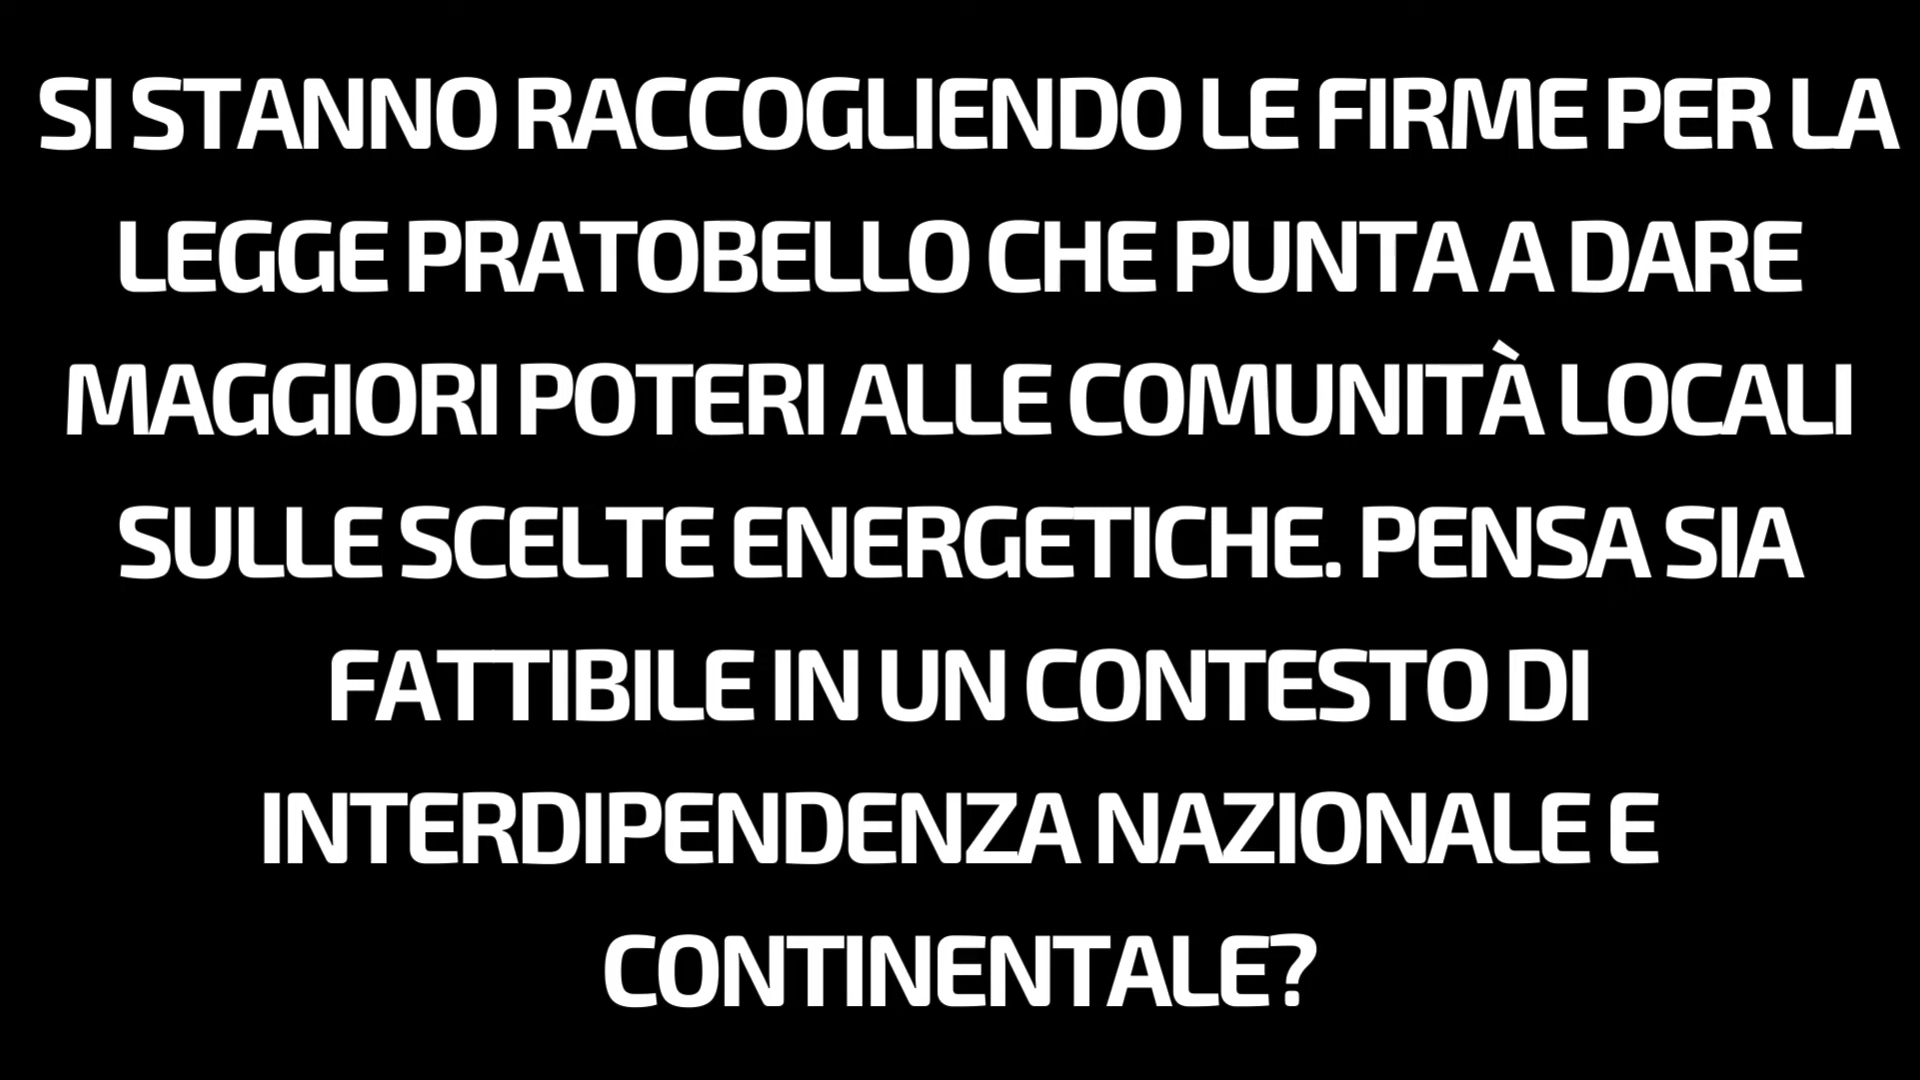 SI STANNO RACCOGLIENDO LE FIRME PER LA
LEGGE PRATOBELLO CHE PUNTA A DARE
MAGGIORI POTERI ALLE COMUNITÀ LOCALI
SULLE SCELTE ENERGETICHE. PENSA SIA
FATTIBILE IN UN CONTESTO DI
INTERDIPENDENZA NAZIONALE E
CONTINENTALE?